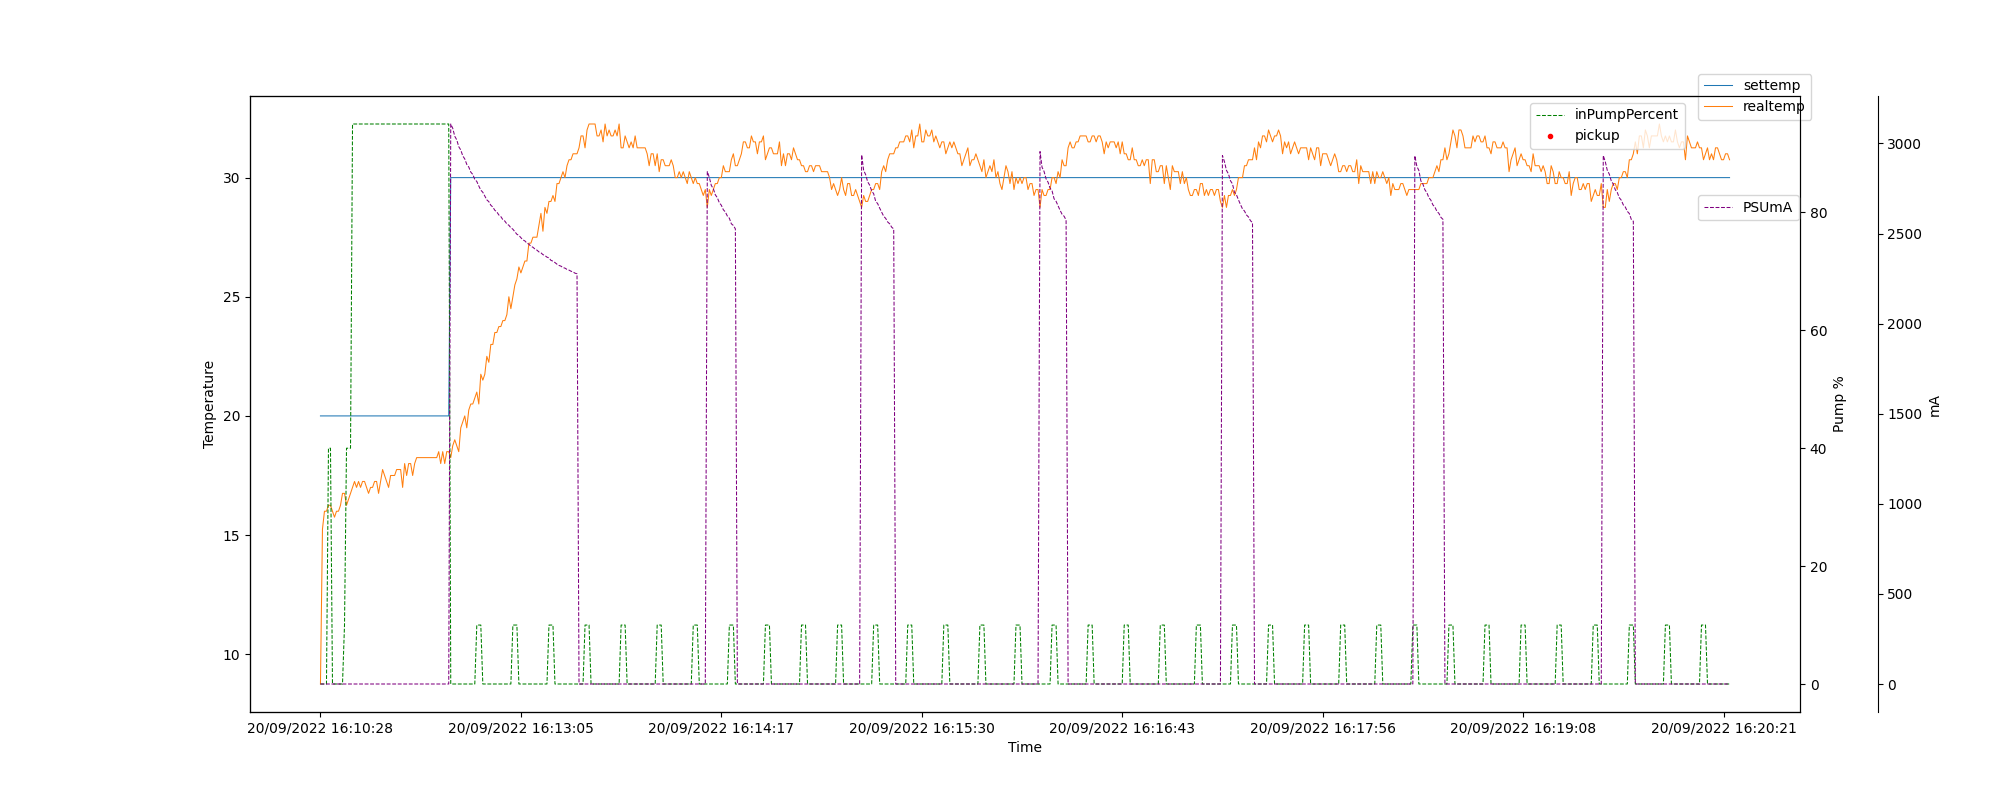 settemp
realtemp
inPumpPercent
pickup
PSUmA
30
25
20
15
10
Temperature
80
60
40
20
0
Pump %
3000
2500
2000
1500
1000
500
0
mA
20/09/2022 16:10:28
20/09/2022 16:13:05
20/09/2022 16:14:17
20/09/2022 16:15:30
20/09/2022 16:16:43
20/09/2022 16:17:56
20/09/2022 16:19:08
20/09/2022 16:20:21
Time